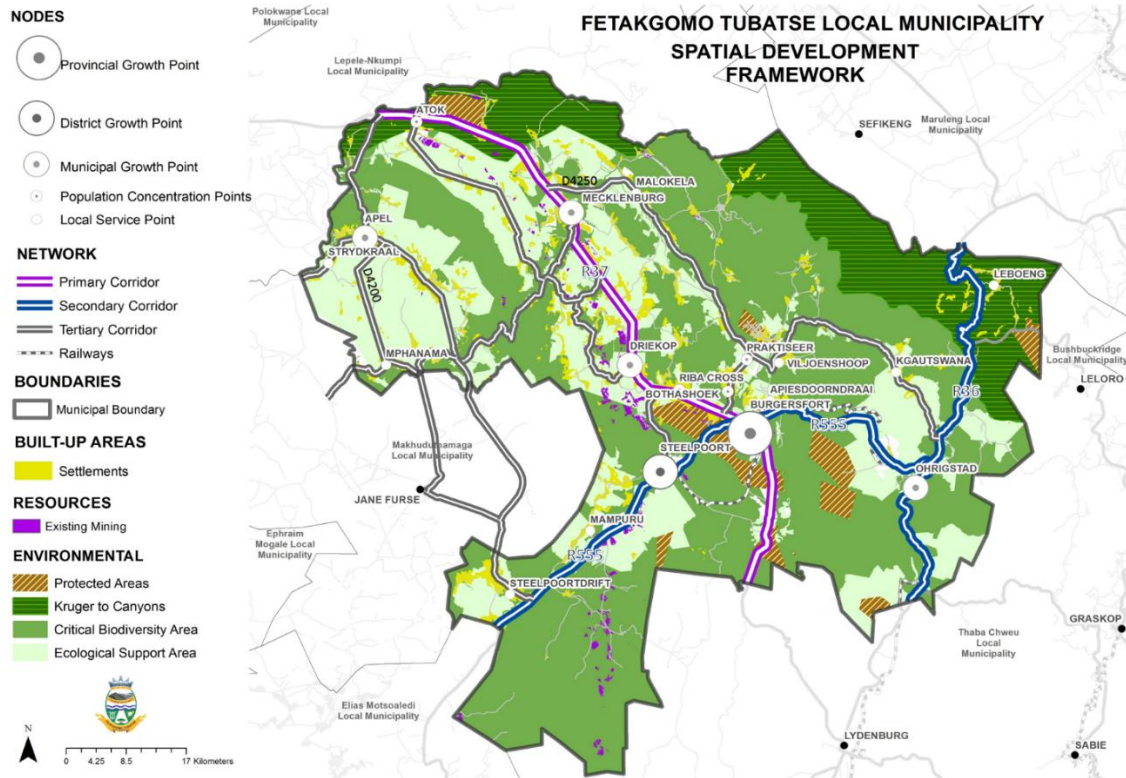 NODES
Provincial Growth Point
District Growth Point
Municipal Growth Point
Population Concentration Points
Local Service Point
NETWORK
Primary Corridor
Secondary Corridor
Tertiary Corridor
Railways
BOUNDARIES
Municipal Boundary
BUILT-UP AREAS
Settlements
RESOURCES
Existing Mining
ENVIRONMENTAL
Protected Areas
Kruger to Canyons
Critical Biodiversity Area
Ecological Support Area
N
0 4.25 8.5 17 Kilometers
FETAKGOMO TUBATSE LOCAL MUNICIPALITY
SPATIAL DEVELOPMENT
FRAMEWORK
Polokwane Local
Municipality
Lepele-Nkumpi
Local Municipality
Maruleng Local
Municipality
SEFIKENG
ATOK
D4250
MALOKELA
MECKLENBURG
APEL
STRYDKRAAL
D4200
R37
LEBOENG
MPHANAMA
DRIEKOP
PRAKTISEER
VILJOENSHOOP
KGAUTSWANA
Bushbuckridge
Local Municipality
LELORO
RIBA CROSS
APIESDOORNDRAAI
BOTHASHOEK
BURGERSFORT
R555
R36
Makhudumamaga
Local Municipality
STEELPOORT
OHRIGSTAD
JANE FURSE
MAMPURU
Ephraim
Mogale Local
Municipality
R555
STEELPOORTDRIFT
GRASKOP
Thaba Chweu
Local
Municipality
Elias Motsoaledi
Local Municipality
LYDENBURG
SABIE